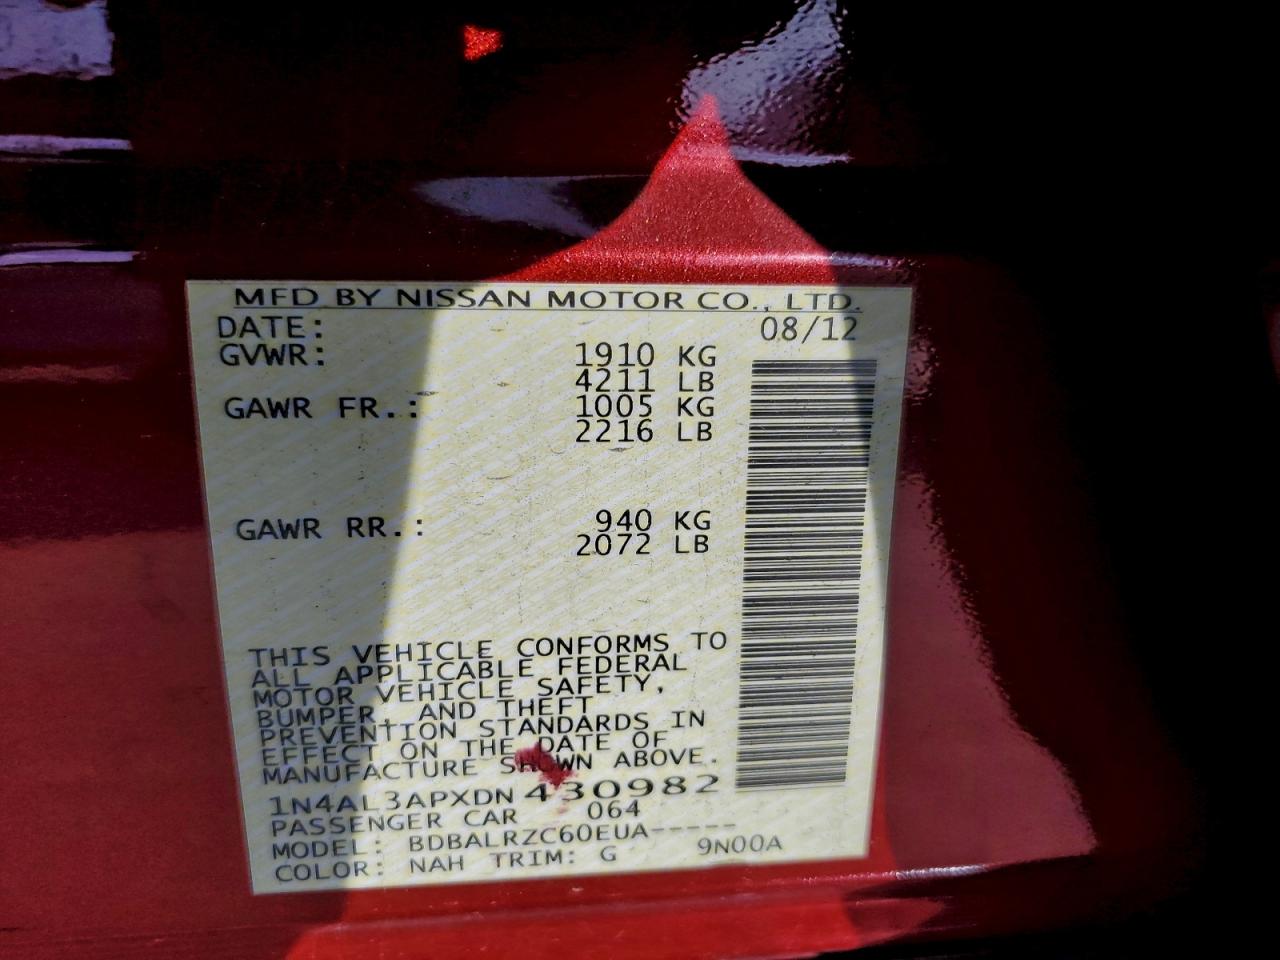 MFD BY NISSAN MOTOR CO., LTD.
DATE: 08/12
GVWR: 1910 KG
4211 LB
GAWR FR.: 1005 KG
2216 LB
GAWR RR.: 940 KG
2072 LB
THIS VEHICLE CONFORMS TO
ALL APPLICABLE FEDERAL
MOTOR VEHICLE SAFETY,
BUMPER, AND THEFT
PREVENTION STANDARDS IN
EFFECT ON THE DATE OF
MANUFACTURE SHOWN ABOVE.
1N4AL3APXDN430982
PASSENGER CAR 064
MODEL: BDBALRZC60EUA-----
COLOR: NAH TRIM: G 9N00A